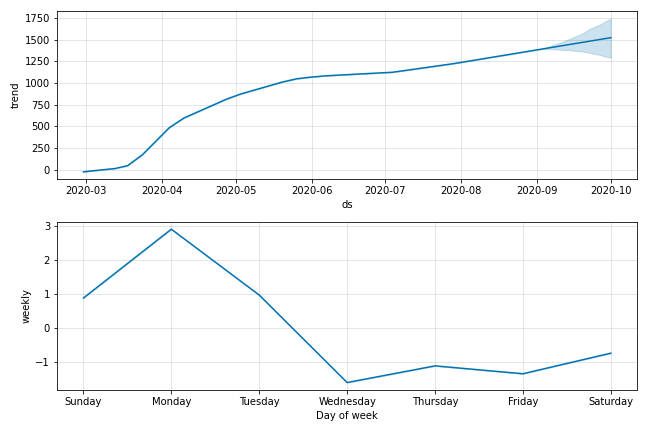 1750
1500
1250
1000
750
500
250
0
trend
2020-03 2020-04 2020-05 2020-06 2020-07 2020-08 2020-09 2020-10
ds
3
2
1
0
−1
weekly
Sunday Monday Tuesday Wednesday Thursday Friday Saturday
Day of week